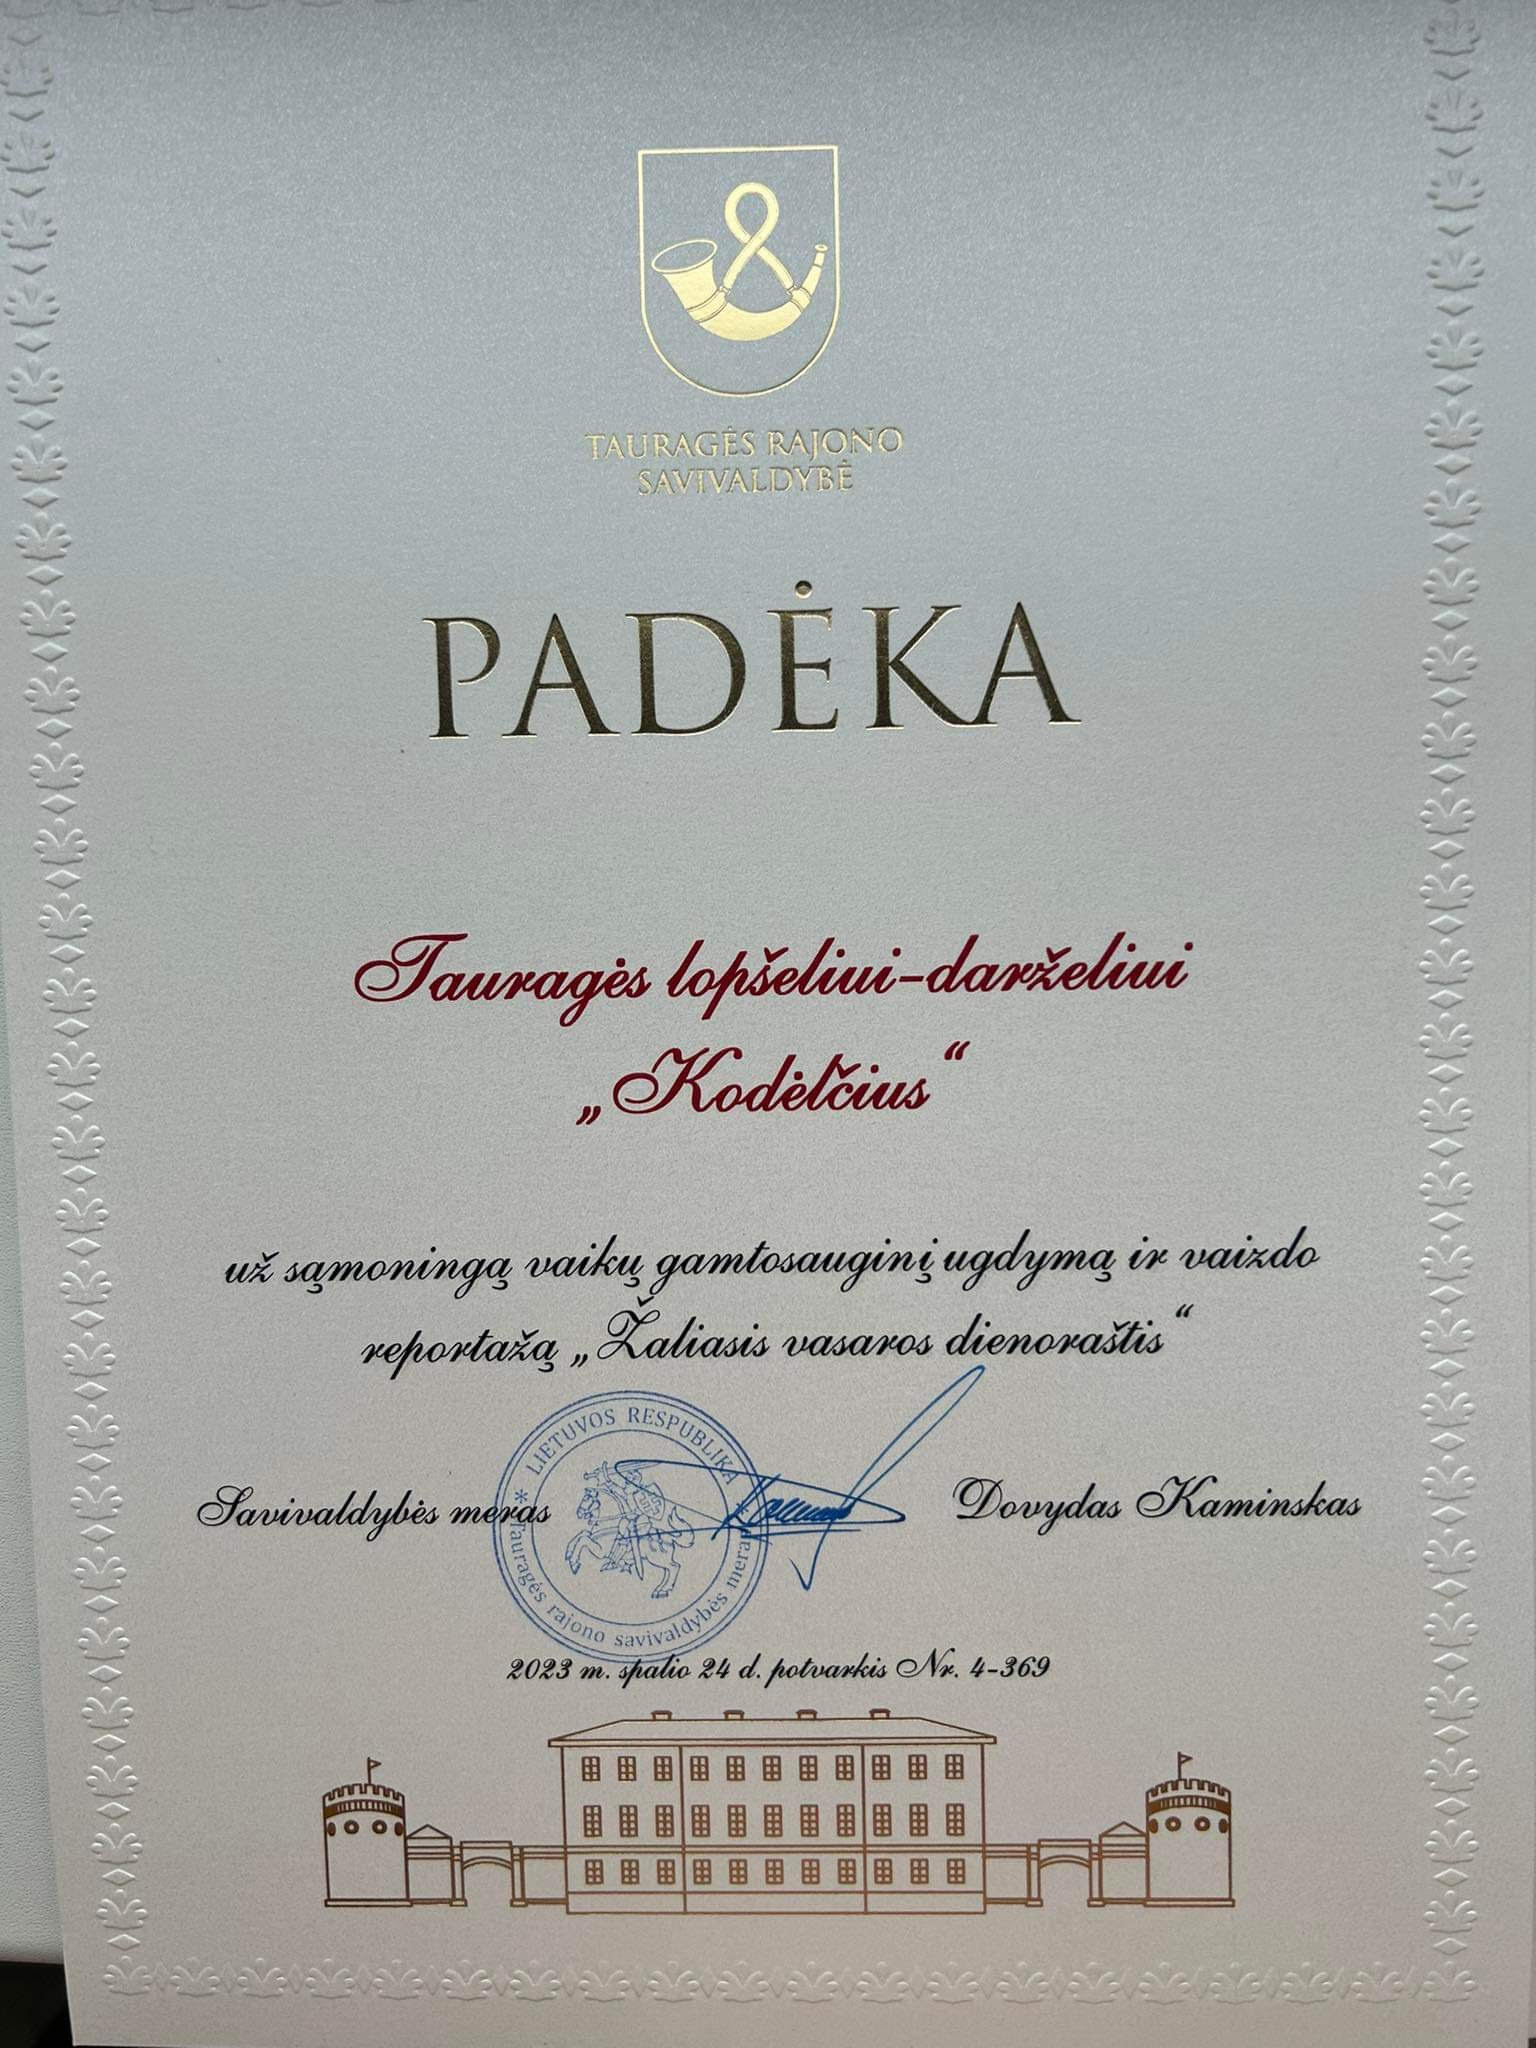 TAURAGĖS RAJONO
SAVIVALDYBĖ
PADĖKA
Tauragės lopšeliui-darželiui
„Kodėlčius“
už sąmoningą vaikų gamtosauginį ugdymą ir vaizdo
reportažą „Žaliasis vasaros dienoraštis“
LIETUVOS RESPUBLIKA
Savivaldybės meras
Dovydas Kaminskas
* Tauragės rajono savivaldybės meras *
2023 m. spalio 24 d. potvarkis Nr. 4-369